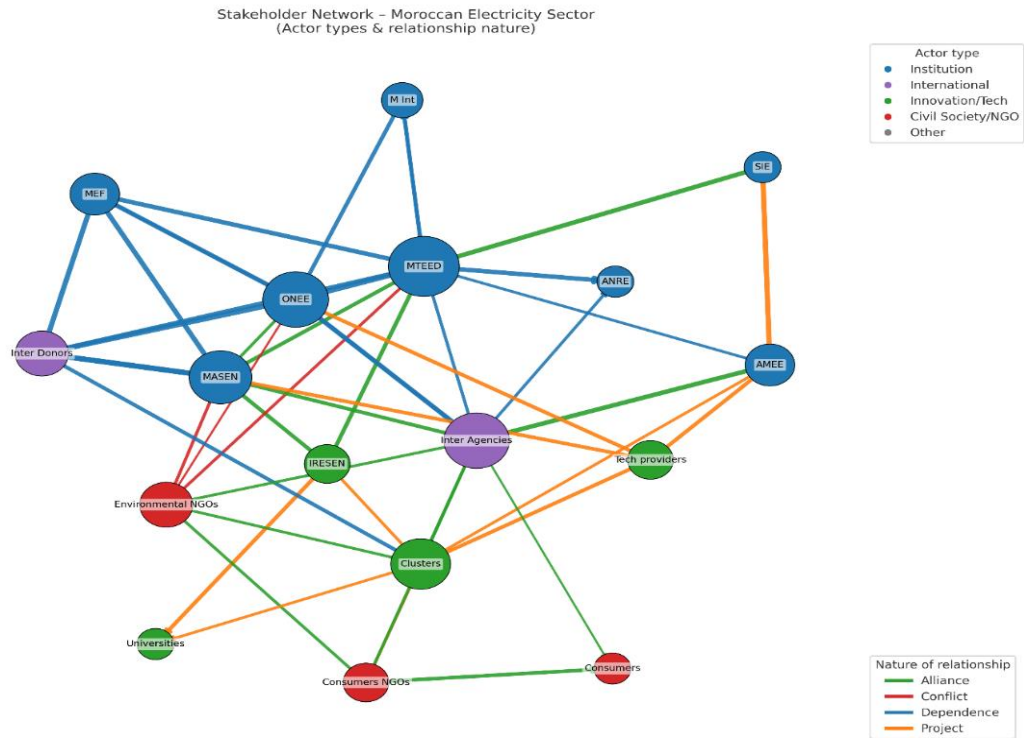 Stakeholder Network – Moroccan Electricity Sector
(Actor types & relationship nature)
Actor type
Institution
International
Innovation/Tech
Civil Society/NGO
Other
M Int
SIE
MEF
MTEED
ANRE
ONEE
Inter Donors
MASEN
AMEE
Inter Agencies
IRESEN
Tech providers
Environmental NGOs
Clusters
Universities
Consumers
Consumers NGOs
Nature of relationship
Alliance
Conflict
Dependence
Project